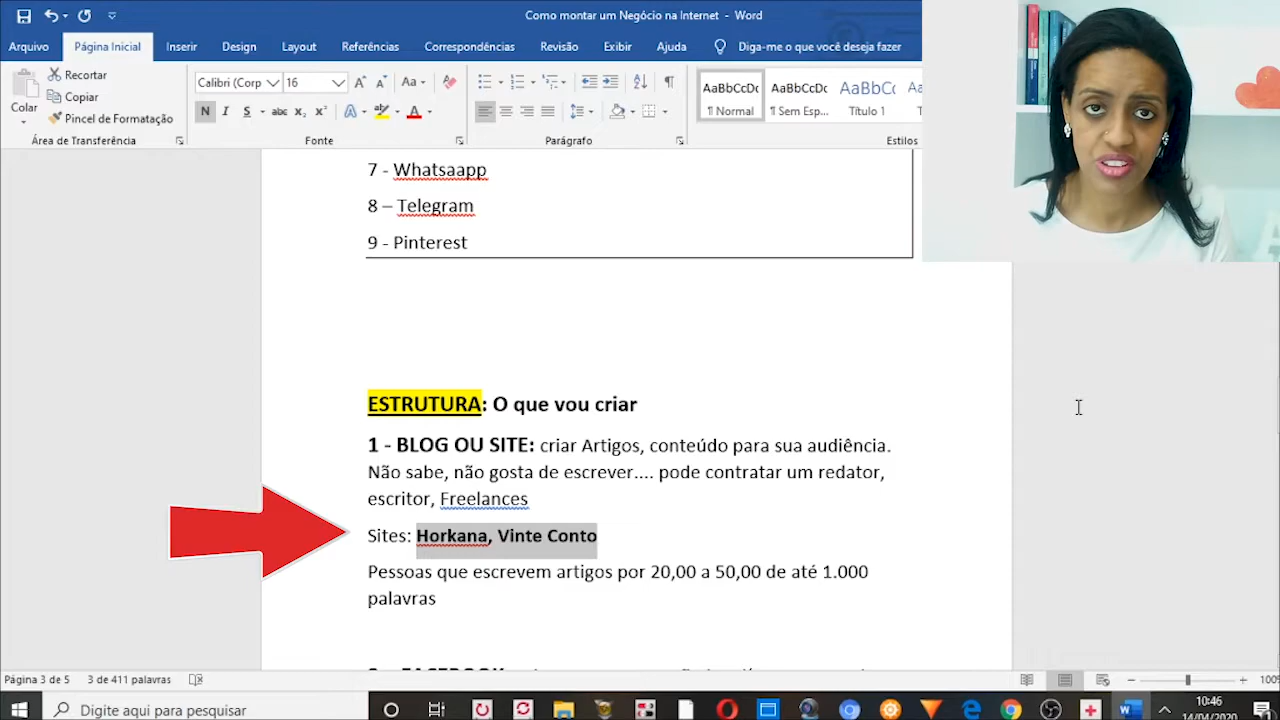 Como montar um Negócio na Internet - Word
Arquivo Página Inicial Inserir Design Layout Referências Correspondências Revisão Exibir Ajuda Diga-me o que você deseja fazer
Colar
Recortar
Copiar
Pincel de Formatação
Área de Transferência
Calibri (Corp 16
N I S abc x₂ x²
Fonte
Parágrafo
AaBbCcDc AaBbCcDc AaBbCc
¶ Normal ¶ Sem Esp... Título 1
Estilos
7 - Whatsaapp
8 – Telegram
9 - Pinterest
ESTRUTURA: O que vou criar
1 - BLOG OU SITE: criar Artigos, conteúdo para sua audiência.
Não sabe, não gosta de escrever.... pode contratar um redator,
escritor, Freelances
Sites: Horkana, Vinte Conto
Pessoas que escrevem artigos por 20,00 a 50,00 de até 1.000
palavras
Página 3 de 5 3 de 411 palavras 100%
Digite aqui para pesquisar
10:46
14/04/2020